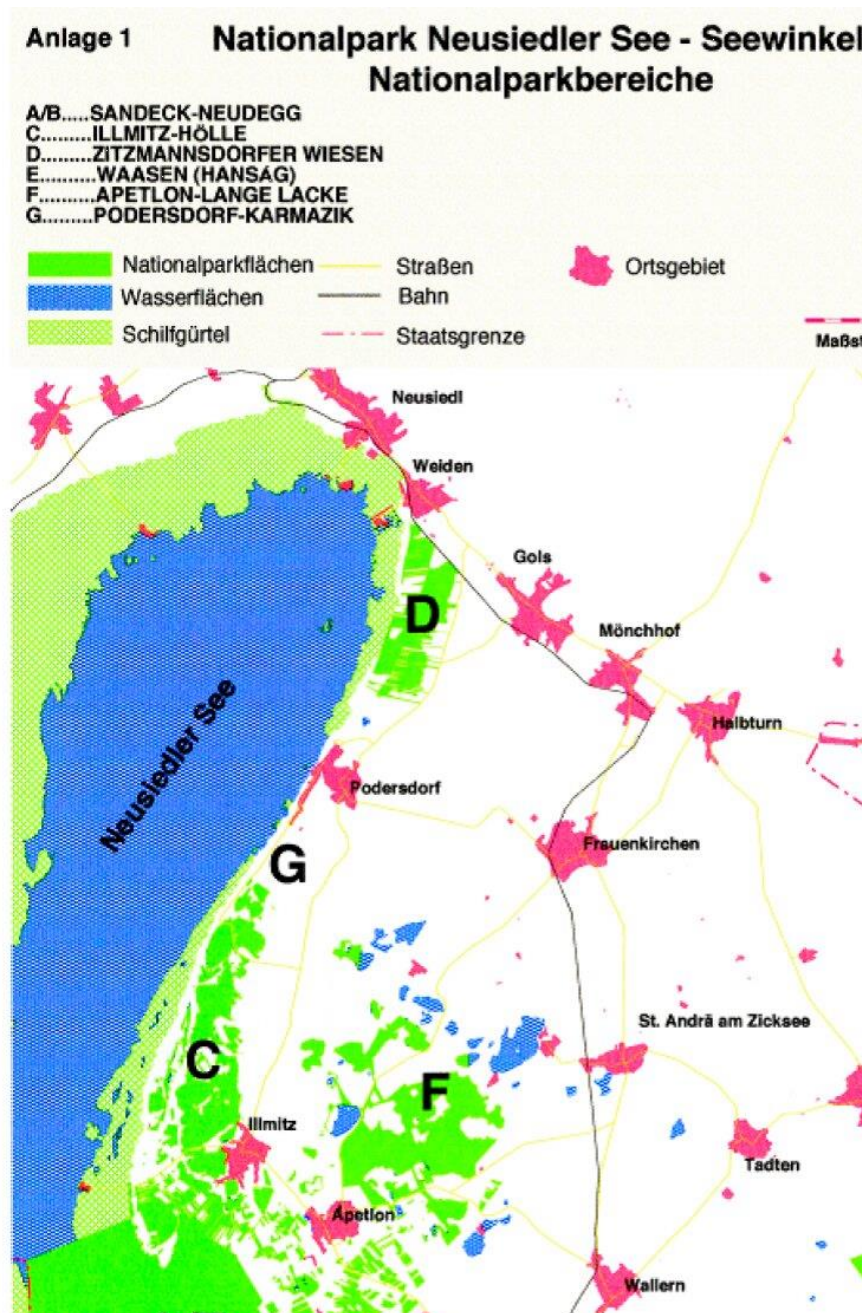 Anlage 1
Nationalpark Neusiedler See - Seewinkel
Nationalparkbereiche
A/B.....SANDECK-NEUDEGG
C.........ILLMITZ-HÖLLE
D.........ZITZMANNSDORFER WIESEN
E..........WAASEN (HANSÁG)
F..........APETLON-LANGE LACKE
G.........PODERSDORF-KARMAZIK
Nationalparkflächen
Straßen
Ortsgebiet
Wasserflächen
Bahn
Schilfgürtel
Staatsgrenze
Maßst
Neusiedl
Weiden
Gols
D
Mönchhof
Neusiedler See
Halbturn
Podersdorf
G
Frauenkirchen
St. Andrä am Zicksee
C
F
Illmitz
Tadten
Apetlon
Wallern